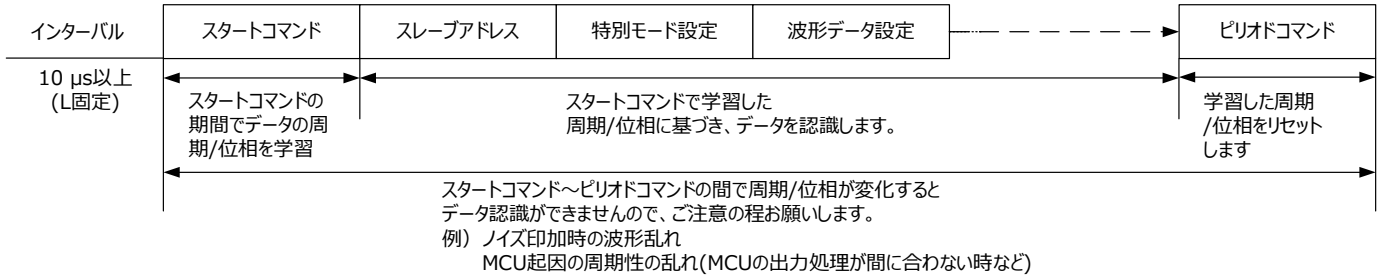 インターバル
スタートコマンド
スレーブアドレス
特別モード設定
波形データ設定
ピリオドコマンド
10 µs以上
(L固定)
スタートコマンドの
期間でデータの周
期/位相を学習
スタートコマンドで学習した
周期/位相に基づき、データを認識します。
学習した周期
/位相をリセット
します
スタートコマンド～ピリオドコマンドの間で周期/位相が変化すると
データ認識ができませんので、ご注意の程お願いします。
例）ノイズ印加時の波形乱れ
MCU起因の周期性の乱れ(MCUの出力処理が間に合わない時など)